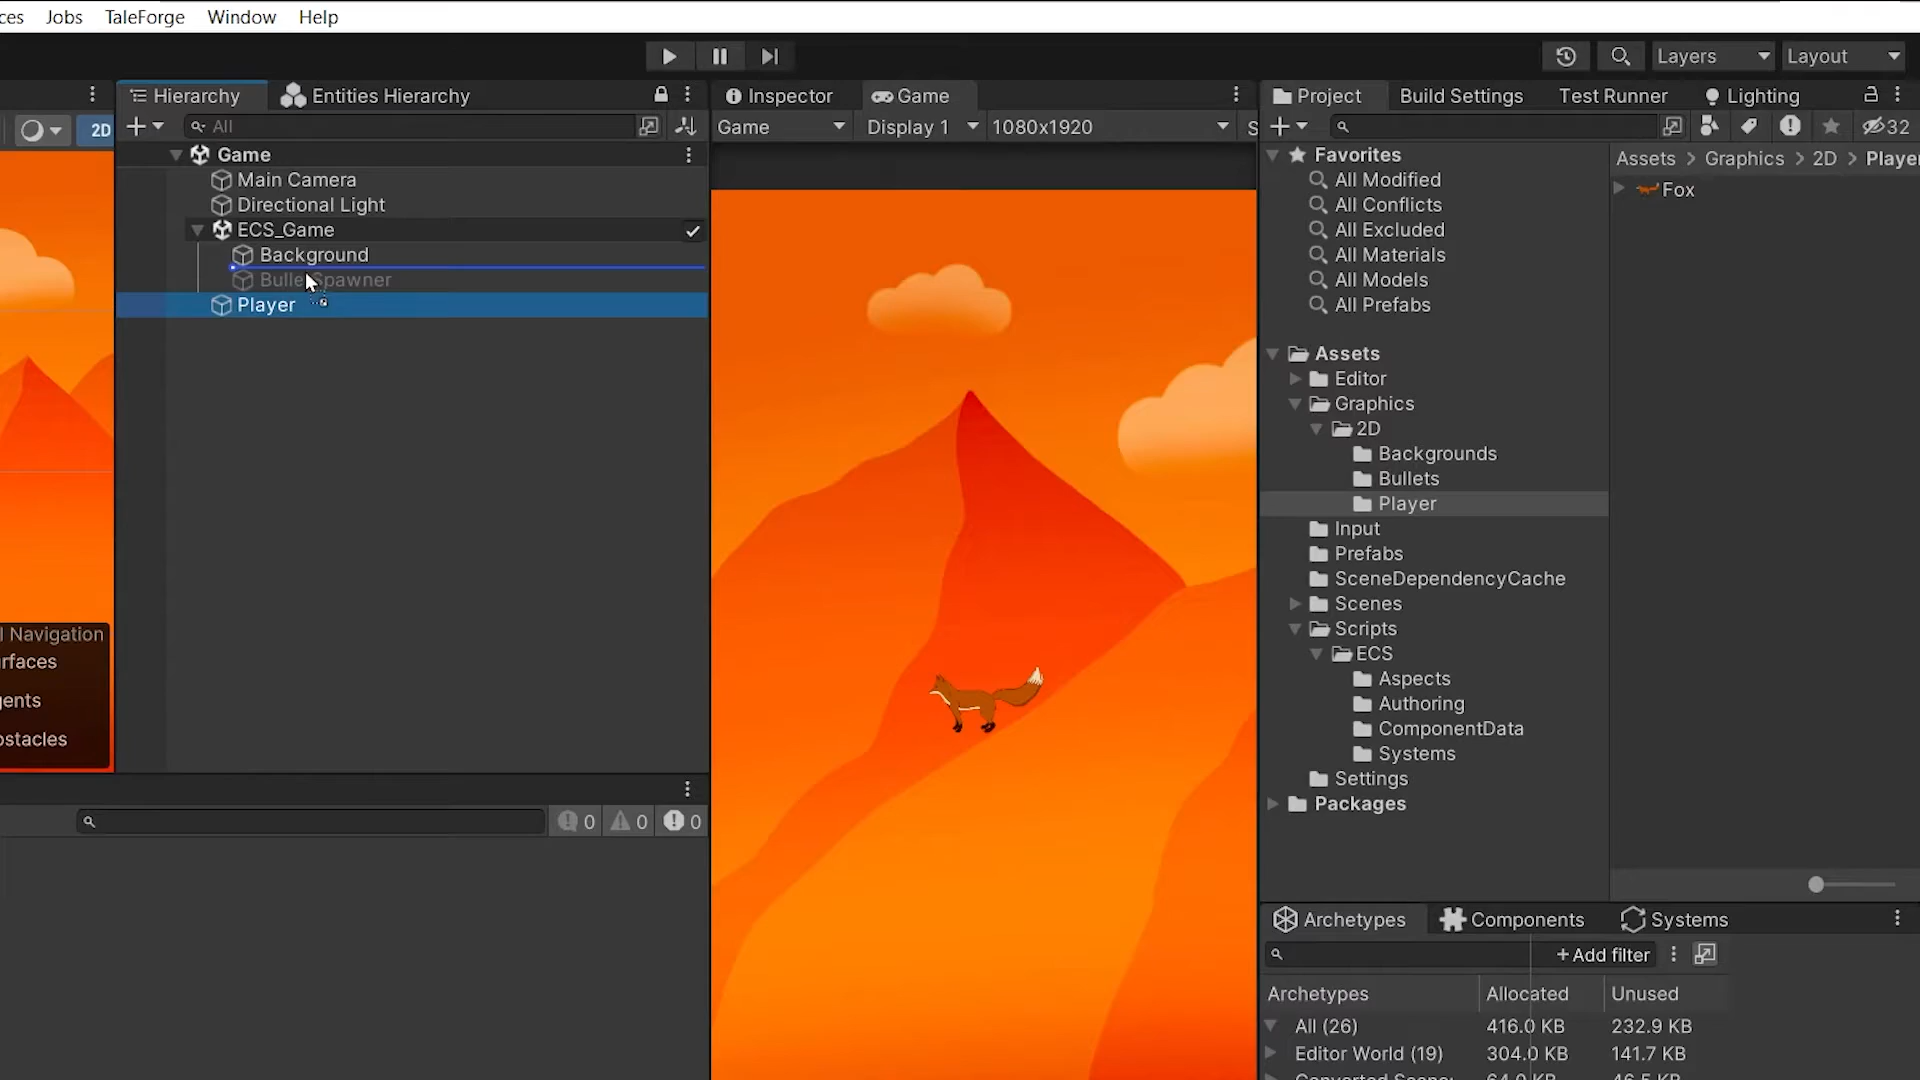 ces Jobs TaleForge Window Help
Layers Layout
Hierarchy Entities Hierarchy Inspector Game Project Build Settings Test Runner Lighting
2D All Game Display 1 1080x1920 S 32
Game
Main Camera
Directional Light
ECS_Game
Background
Player
Favorites
All Modified
All Conflicts
All Excluded
All Materials
All Models
All Prefabs
Assets
Editor
Graphics
2D
Backgrounds
Bullets
Player
Input
Prefabs
SceneDependencyCache
Scenes
Scripts
ECS
Aspects
Authoring
ComponentData
Systems
Settings
Packages
Assets > Graphics > 2D > Player
Fox
l Navigation
rfaces
gents
ostacles
0 0 0
Archetypes Components Systems
+Add filter
Archetypes Allocated Unused
All (26) 416.0 KB 232.9 KB
Editor World (19) 304.0 KB 141.7 KB